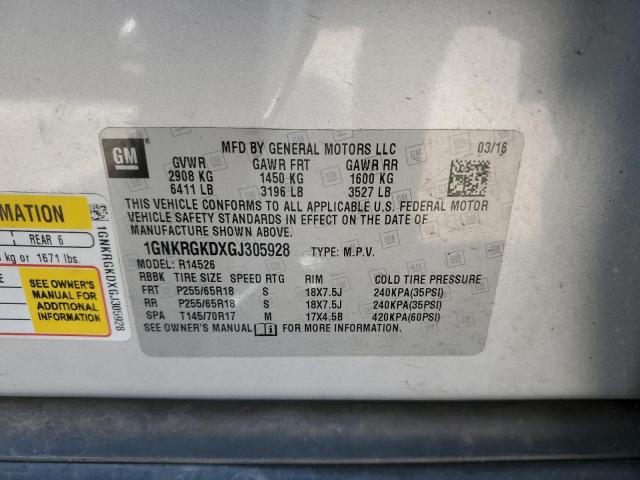 GM
MFD BY GENERAL MOTORS LLC 03/16
GVWR GAWR FRT GAWR RR
2908 KG 1450 KG 1600 KG
6411 LB 3196 LB 3527 LB
THIS VEHICLE CONFORMS TO ALL APPLICABLE U.S. FEDERAL MOTOR
VEHICLE SAFETY STANDARDS IN EFFECT ON THE DATE OF
MANUFACTURE SHOWN ABOVE.
1GNKRGKDXGJ305928 TYPE: M.P.V.
MODEL: R14526
RBBK TIRE SIZE SPEED RTG RIM COLD TIRE PRESSURE
FRT P255/65R18 S 18X7.5J 240KPA(35PSI)
RR P255/65R18 S 18X7.5J 240KPA(35PSI)
SPA T145/70R17 M 17X4.5B 420KPA(60PSI)
SEE OWNER'S MANUAL FOR MORE INFORMATION.
REAR 6
kg or 1671 lbs.
SEE OWNER'S
MANUAL FOR
ADDITIONAL
INFORMATION
1GNKRGKDXGJ305928